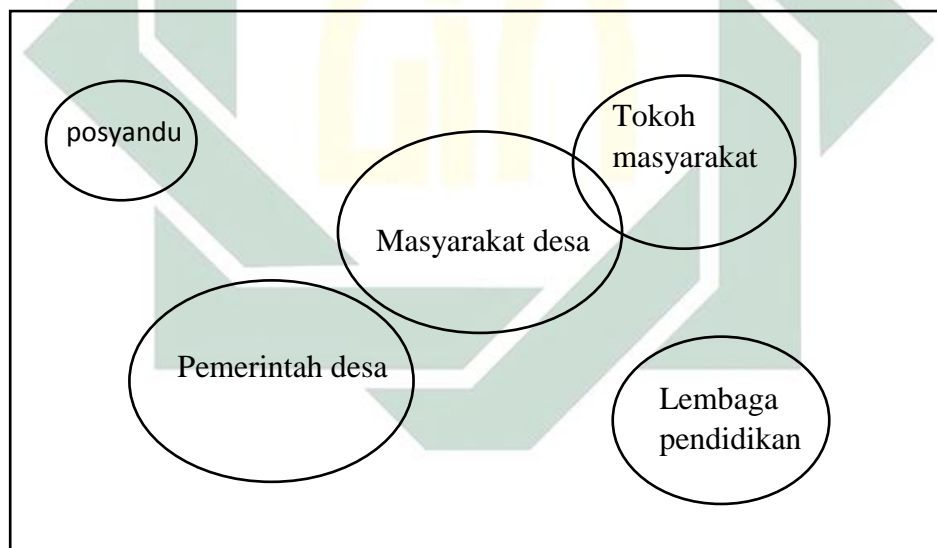 posyandu
Tokoh
masyarakat
Masyarakat desa
Pemerintah desa
Lembaga
pendidikan